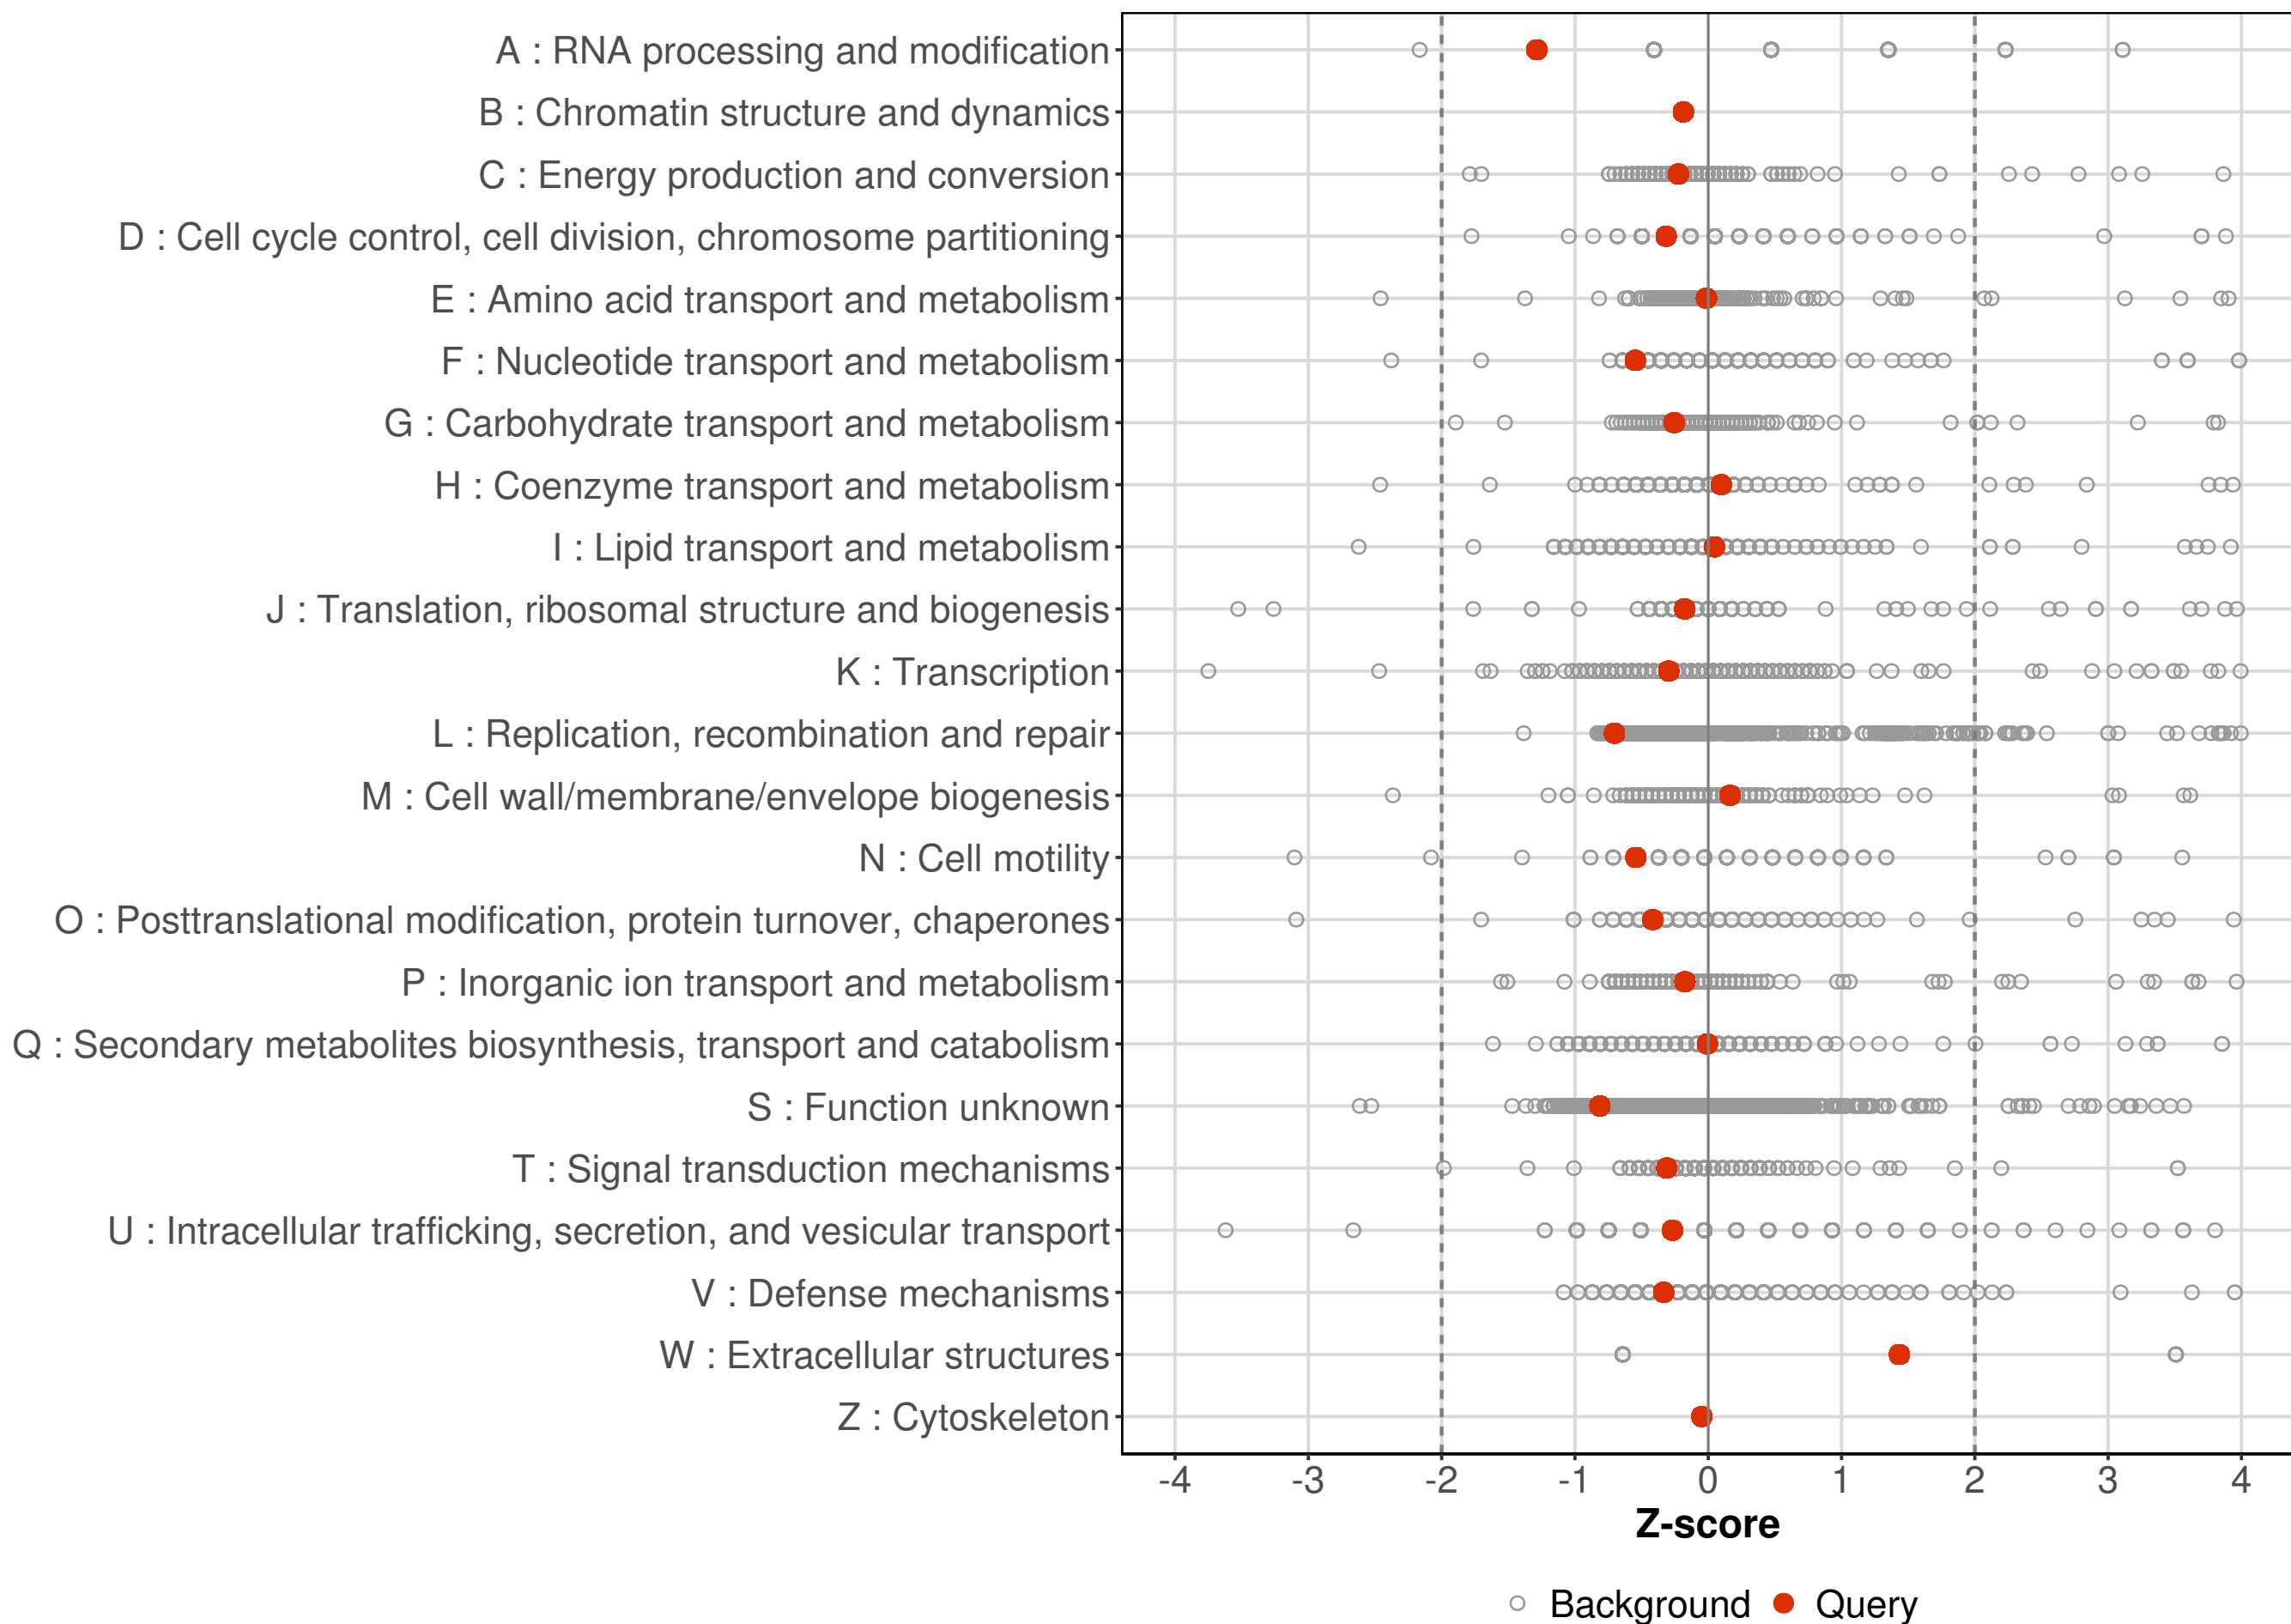 A : RNA processing and modification
B : Chromatin structure and dynamics
C : Energy production and conversion
D : Cell cycle control, cell division, chromosome partitioning
E : Amino acid transport and metabolism
F : Nucleotide transport and metabolism
G : Carbohydrate transport and metabolism
H : Coenzyme transport and metabolism
I : Lipid transport and metabolism
J : Translation, ribosomal structure and biogenesis
K : Transcription
L : Replication, recombination and repair
M : Cell wall/membrane/envelope biogenesis
N : Cell motility
O : Posttranslational modification, protein turnover, chaperones
P : Inorganic ion transport and metabolism
Q : Secondary metabolites biosynthesis, transport and catabolism
S : Function unknown
T : Signal transduction mechanisms
U : Intracellular trafficking, secretion, and vesicular transport
V : Defense mechanisms
W : Extracellular structures
Z : Cytoskeleton
-4 -3 -2 -1 0 1 2 3 4
Z-score
Background Query